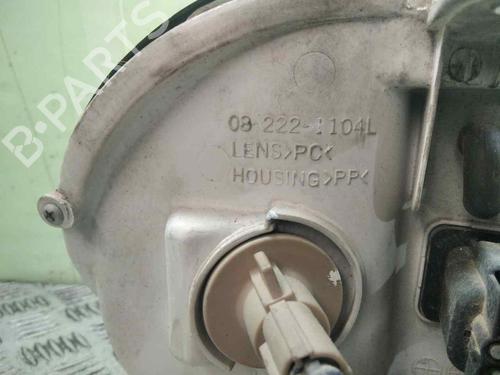 B-PARTS
08 222-1104L
LENS>PC<
HOUSING>PP<